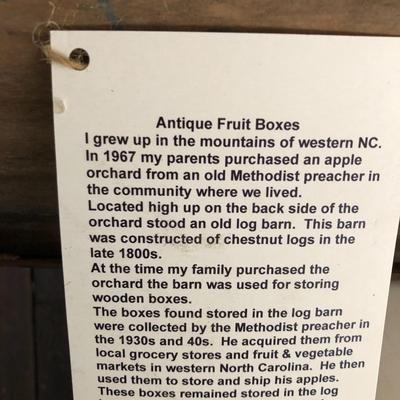 Antique Fruit Boxes
I grew up in the mountains of western NC.
In 1967 my parents purchased an apple
orchard from an old Methodist preacher in
the community where we lived.
Located high up on the back side of the
orchard stood an old log barn. This barn
was constructed of chestnut logs in the
late 1800s.
At the time my family purchased the
orchard the barn was used for storing
wooden boxes.
The boxes found stored in the log barn
were collected by the Methodist preacher in
the 1930s and 40s. He acquired them from
local grocery stores and fruit & vegetable
markets in western North Carolina. He then
used them to store and ship his apples.
These boxes remained stored in the log